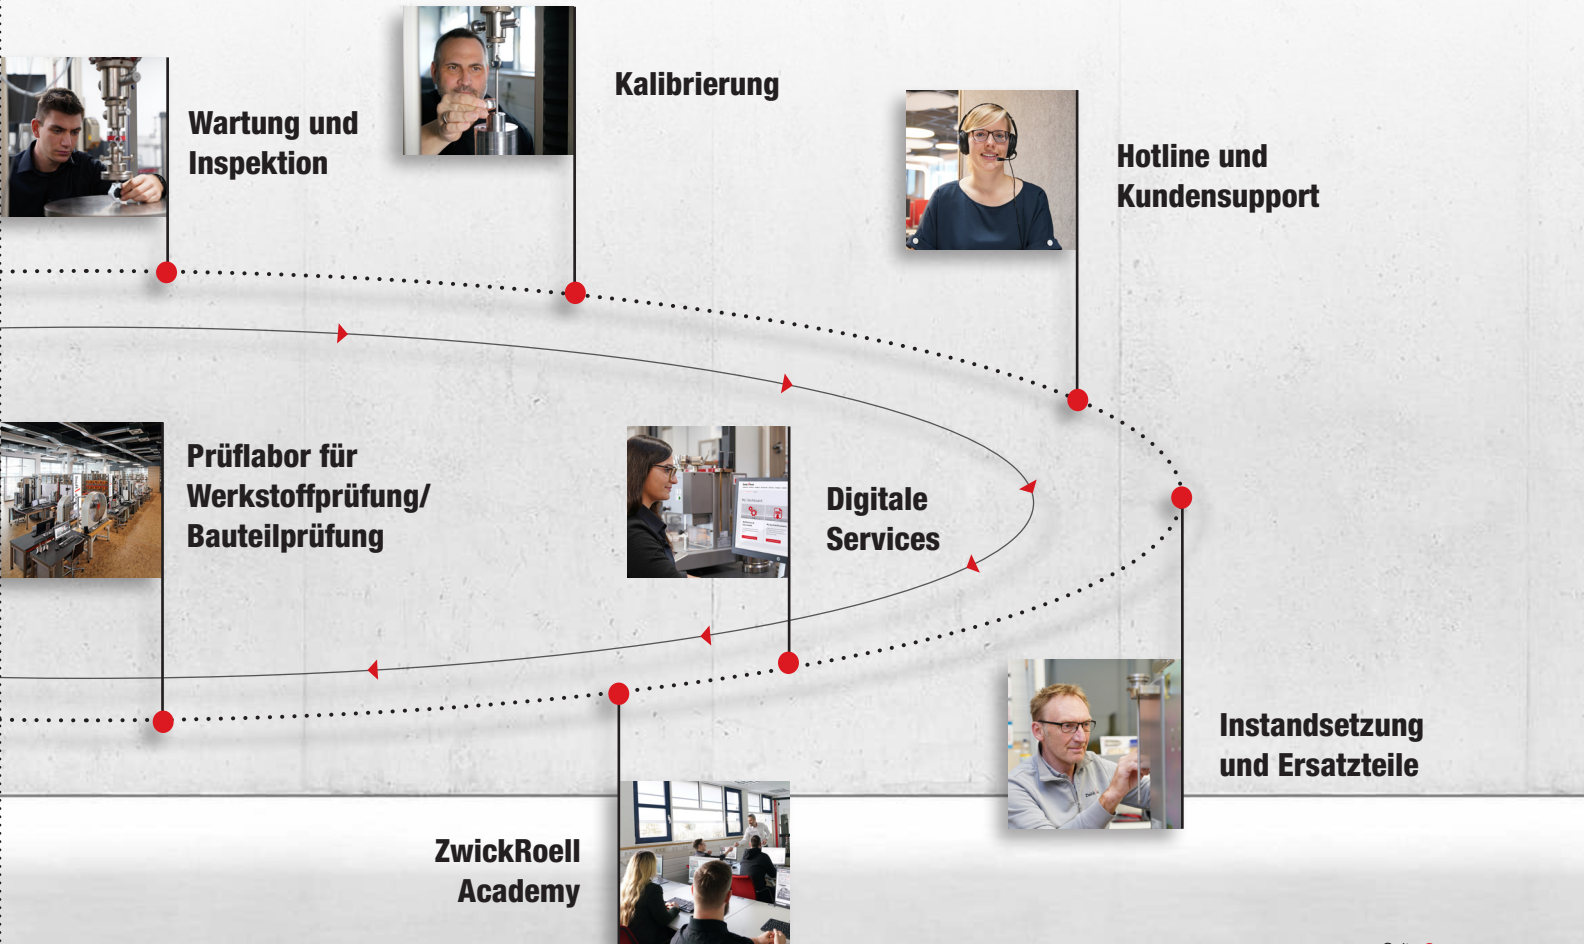 Kalibrierung
Wartung und
Inspektion
Hotline und
Kundensupport
Prüflabor für
Werkstoffprüfung/
Bauteilprüfung
Digitale
Services
Instandsetzung
und Ersatzteile
ZwickRoell
Academy